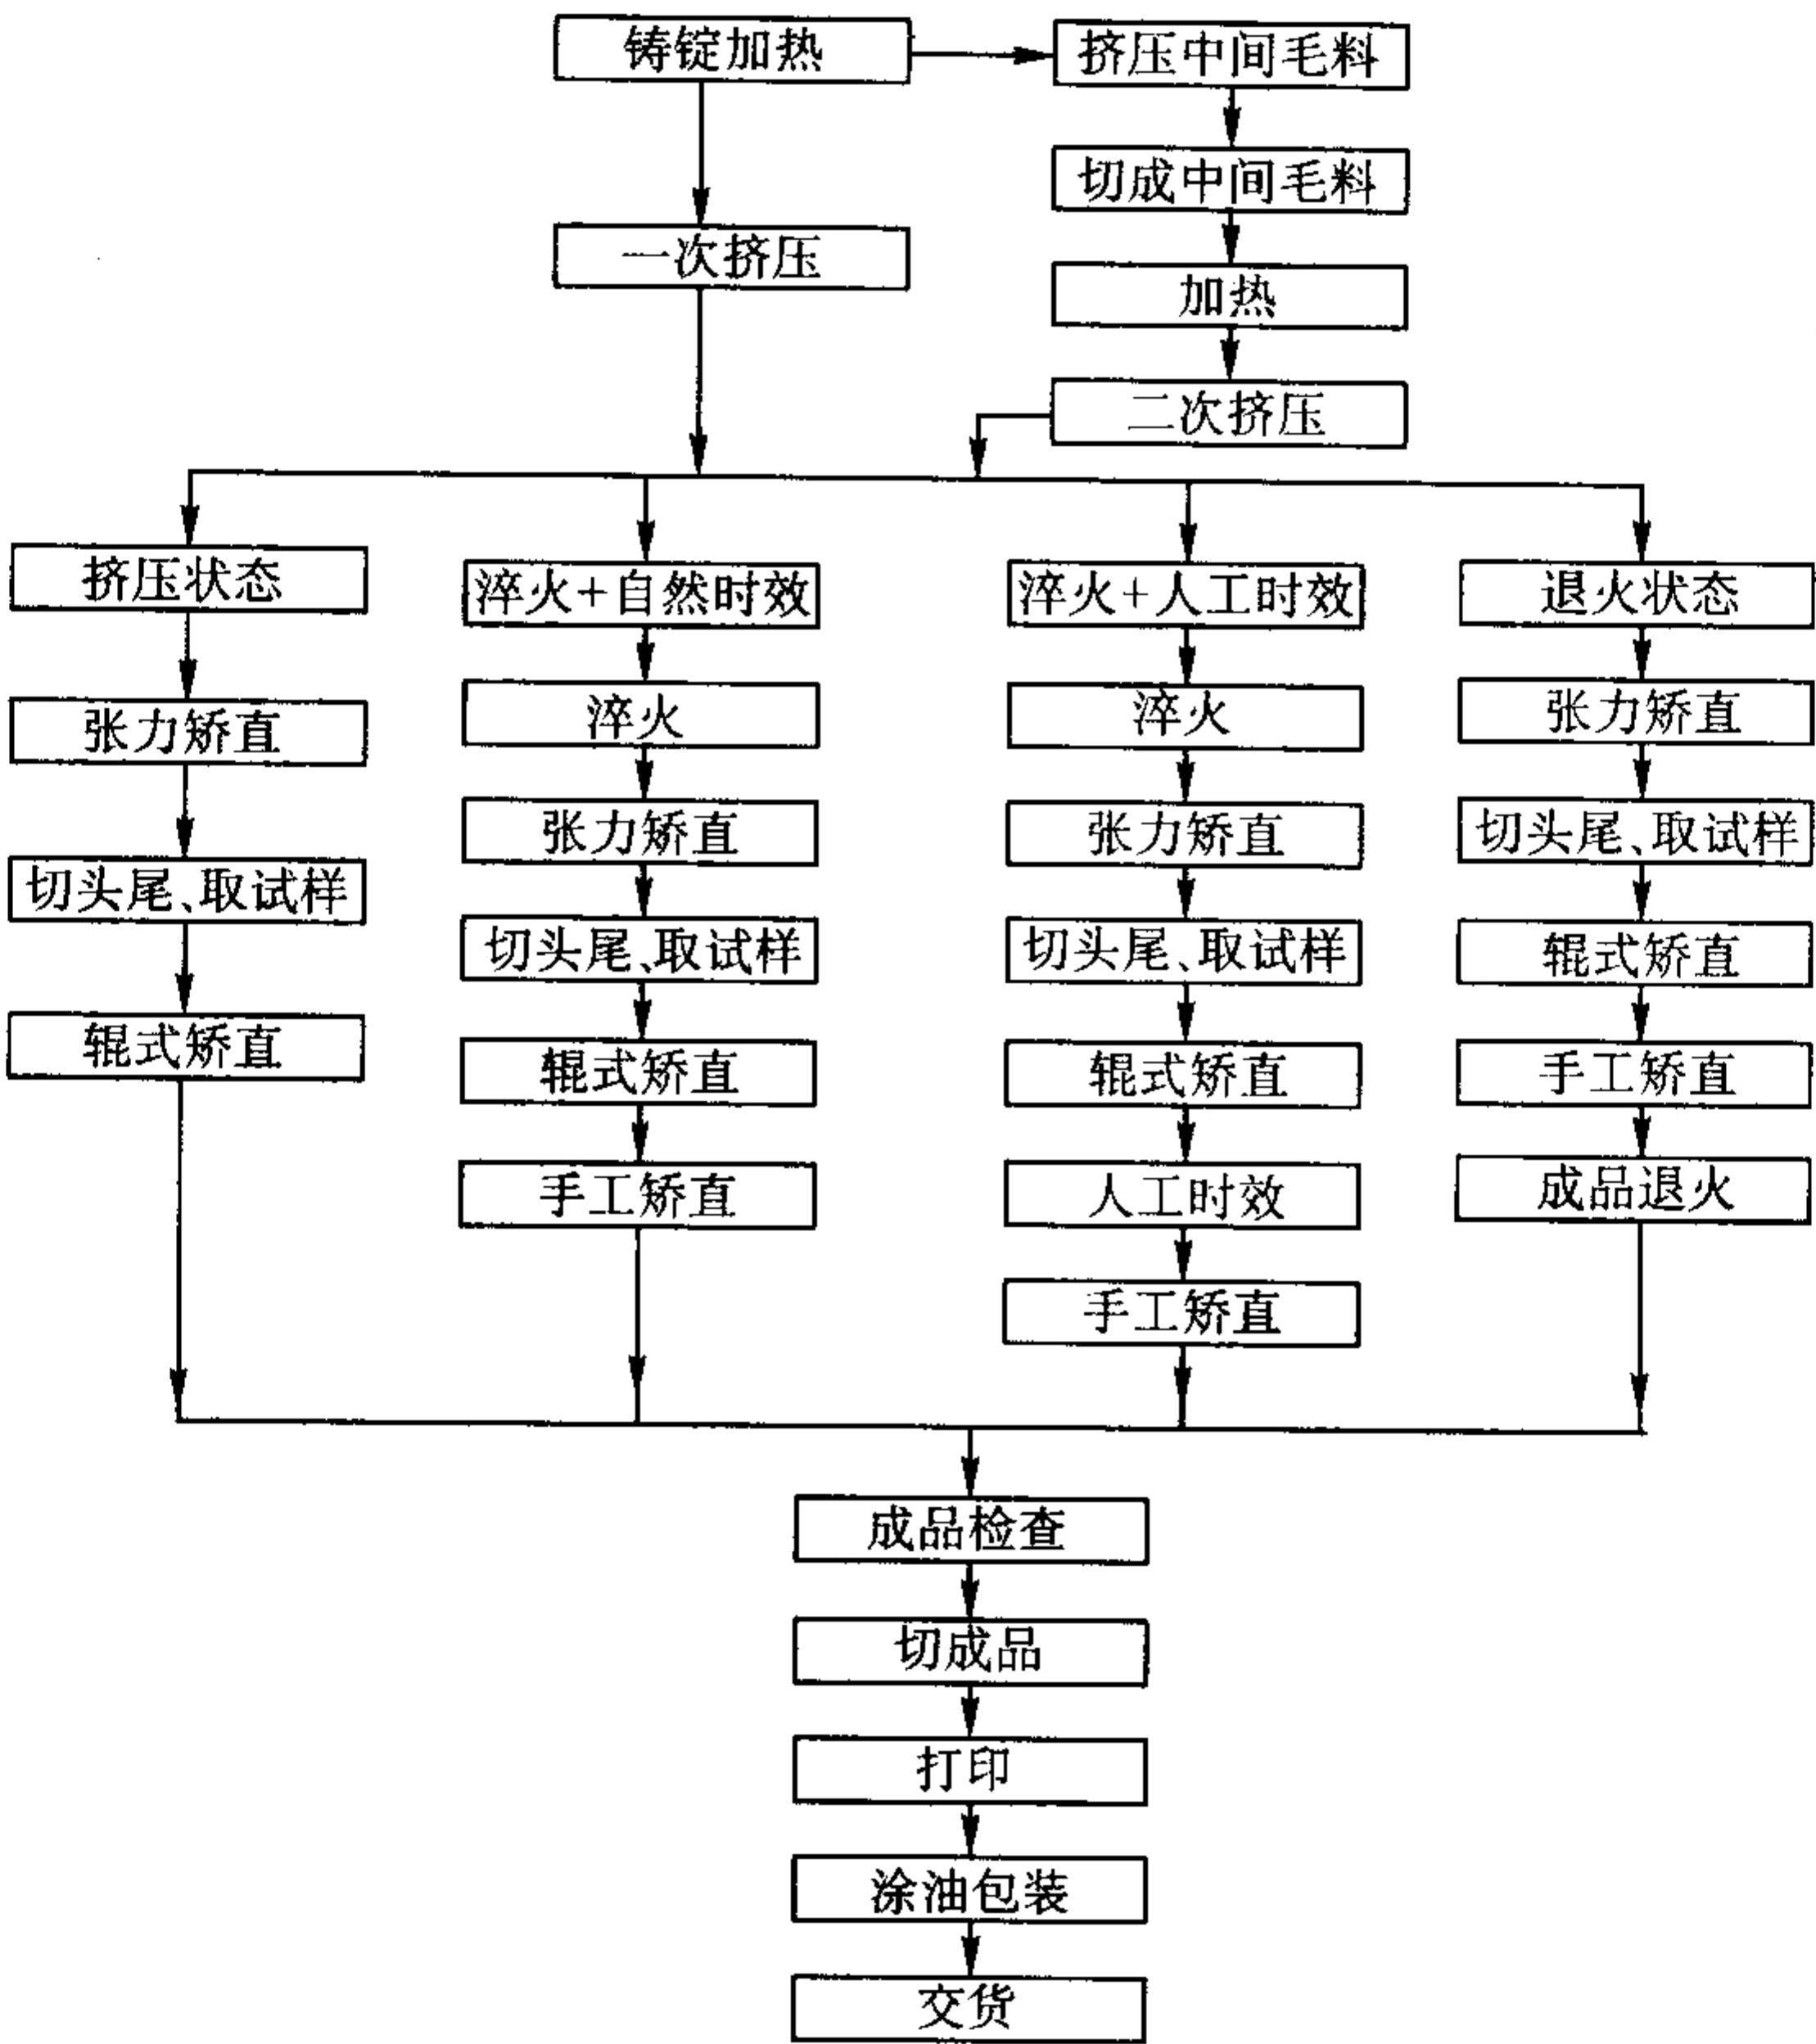 铸锭加热
挤压中间毛料
切成中间毛料
一次挤压
加热
二次挤压
挤压状态
张力矫直
切头尾、取试样
辊式矫直
淬火+自然时效
淬火
张力矫直
切头尾、取试样
辊式矫直
手工矫直
淬火+人工时效
淬火
张力矫直
切头尾、取试样
辊式矫直
人工时效
手工矫直
退火状态
张力矫直
切头尾、取试样
辊式矫直
手工矫直
成品退火
成品检查
切成品
打印
涂油包装
交货